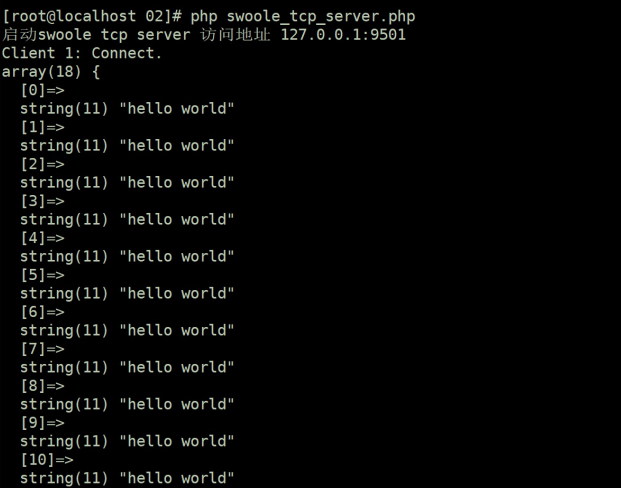 [root@localhost 02]# php swoole_tcp_server.php
启动swoole tcp server 访问地址 127.0.0.1:9501
Client 1: Connect.
array(18) {
  [0]=>
  string(11) "hello world"
  [1]=>
  string(11) "hello world"
  [2]=>
  string(11) "hello world"
  [3]=>
  string(11) "hello world"
  [4]=>
  string(11) "hello world"
  [5]=>
  string(11) "hello world"
  [6]=>
  string(11) "hello world"
  [7]=>
  string(11) "hello world"
  [8]=>
  string(11) "hello world"
  [9]=>
  string(11) "hello world"
  [10]=>
  string(11) "hello world"